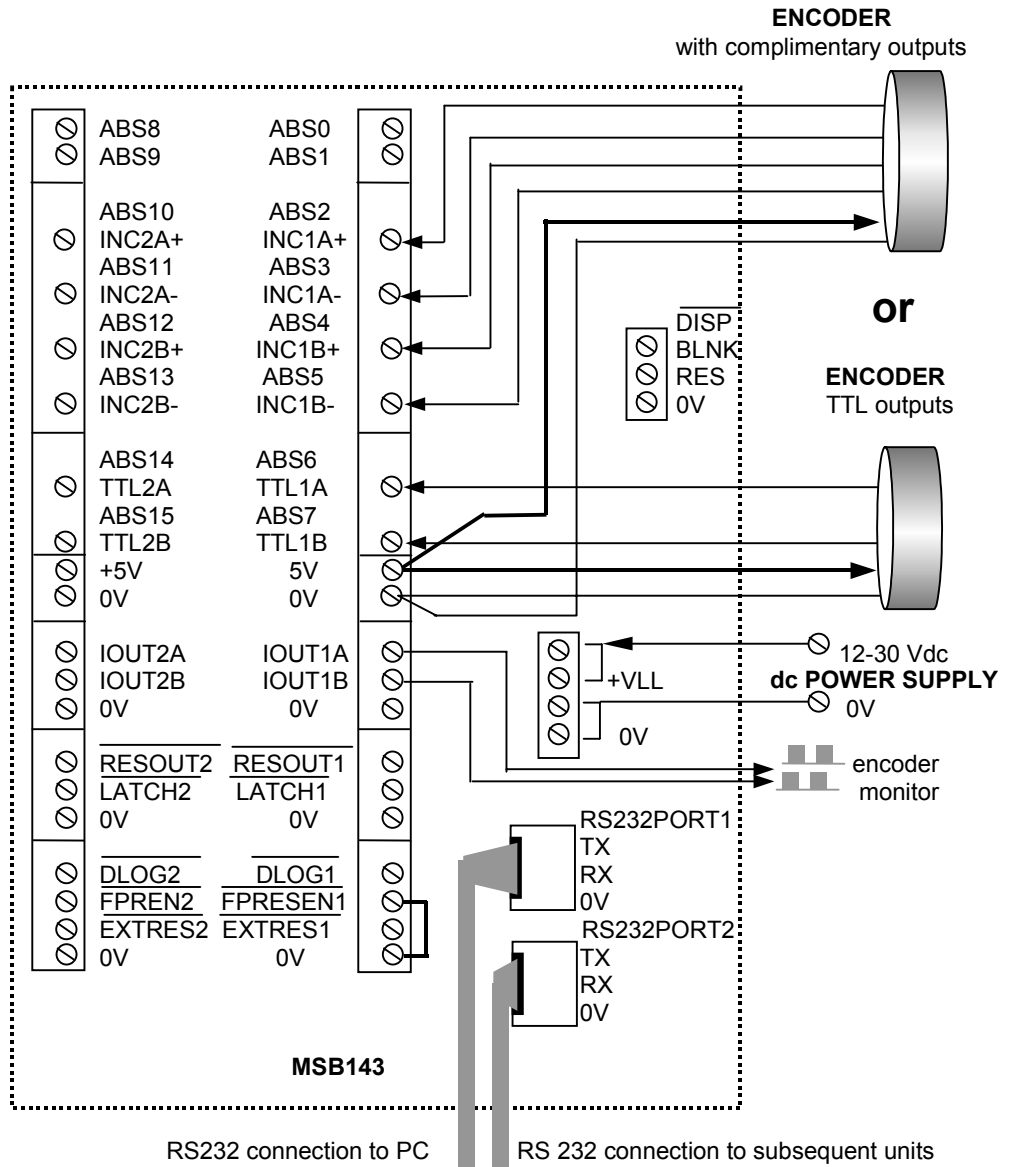 ENCODER
with complimentary outputs
ABS8 ABS0
ABS9 ABS1
ABS10 ABS2
INC2A+ INC1A+
ABS11 ABS3
INC2A- INC1A-
ABS12 ABS4
INC2B+ INC1B+
ABS13 ABS5
INC2B- INC1B-
ABS14 ABS6
TTL2A TTL1A
ABS15 ABS7
TTL2B TTL1B
+5V 5V
0V 0V
IOUT2A IOUT1A
IOUT2B IOUT1B
0V 0V
RESOUT2 RESOUT1
LATCH2 LATCH1
0V 0V
DLOG2 DLOG1
FPREN2 FPRESEN1
EXTRES2 EXTRES1
0V 0V
DISP
BLNK
RES
0V
or
ENCODER
TTL outputs
12-30 Vdc
+VLL
dc POWER SUPPLY
0V
0V
encoder
monitor
RS232PORT1
TX
RX
0V
RS232PORT2
TX
RX
0V
MSB143
RS232 connection to PC
RS 232 connection to subsequent units